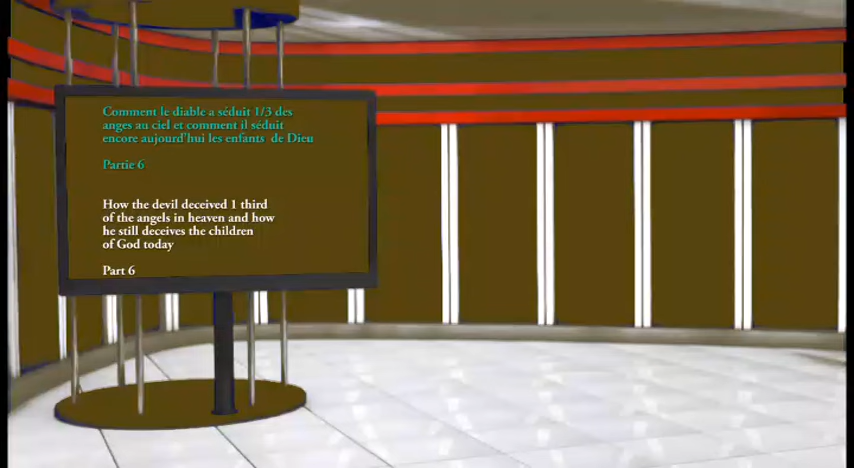 Comment le diable a séduit 1/3 des
anges au ciel et comment il séduit
encore aujourd'hui les enfants de Dieu
Partie 6
How the devil deceived 1 third
of the angels in heaven and how
he still deceives the children
of God today
Part 6